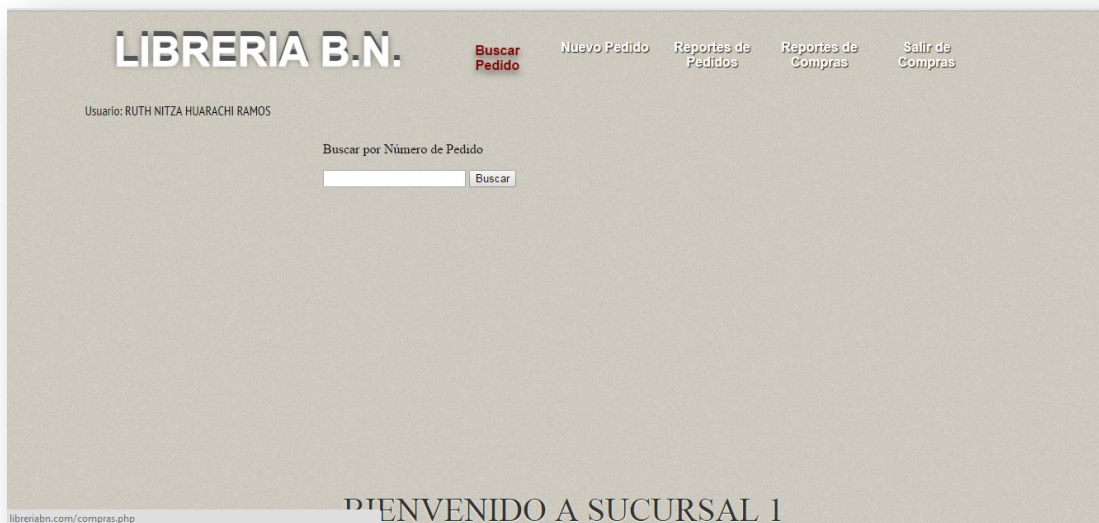 LIBRERIA B.N.
Buscar
Pedido
Nuevo Pedido
Reportes de
Pedidos
Reportes de
Compras
Salir de
Compras
Usuario: RUTH NITZA HUARACHI RAMOS
Buscar por Número de Pedido
Buscar
BIENVENIDO A SUCURSAL 1
libreriabn.com/compras.php